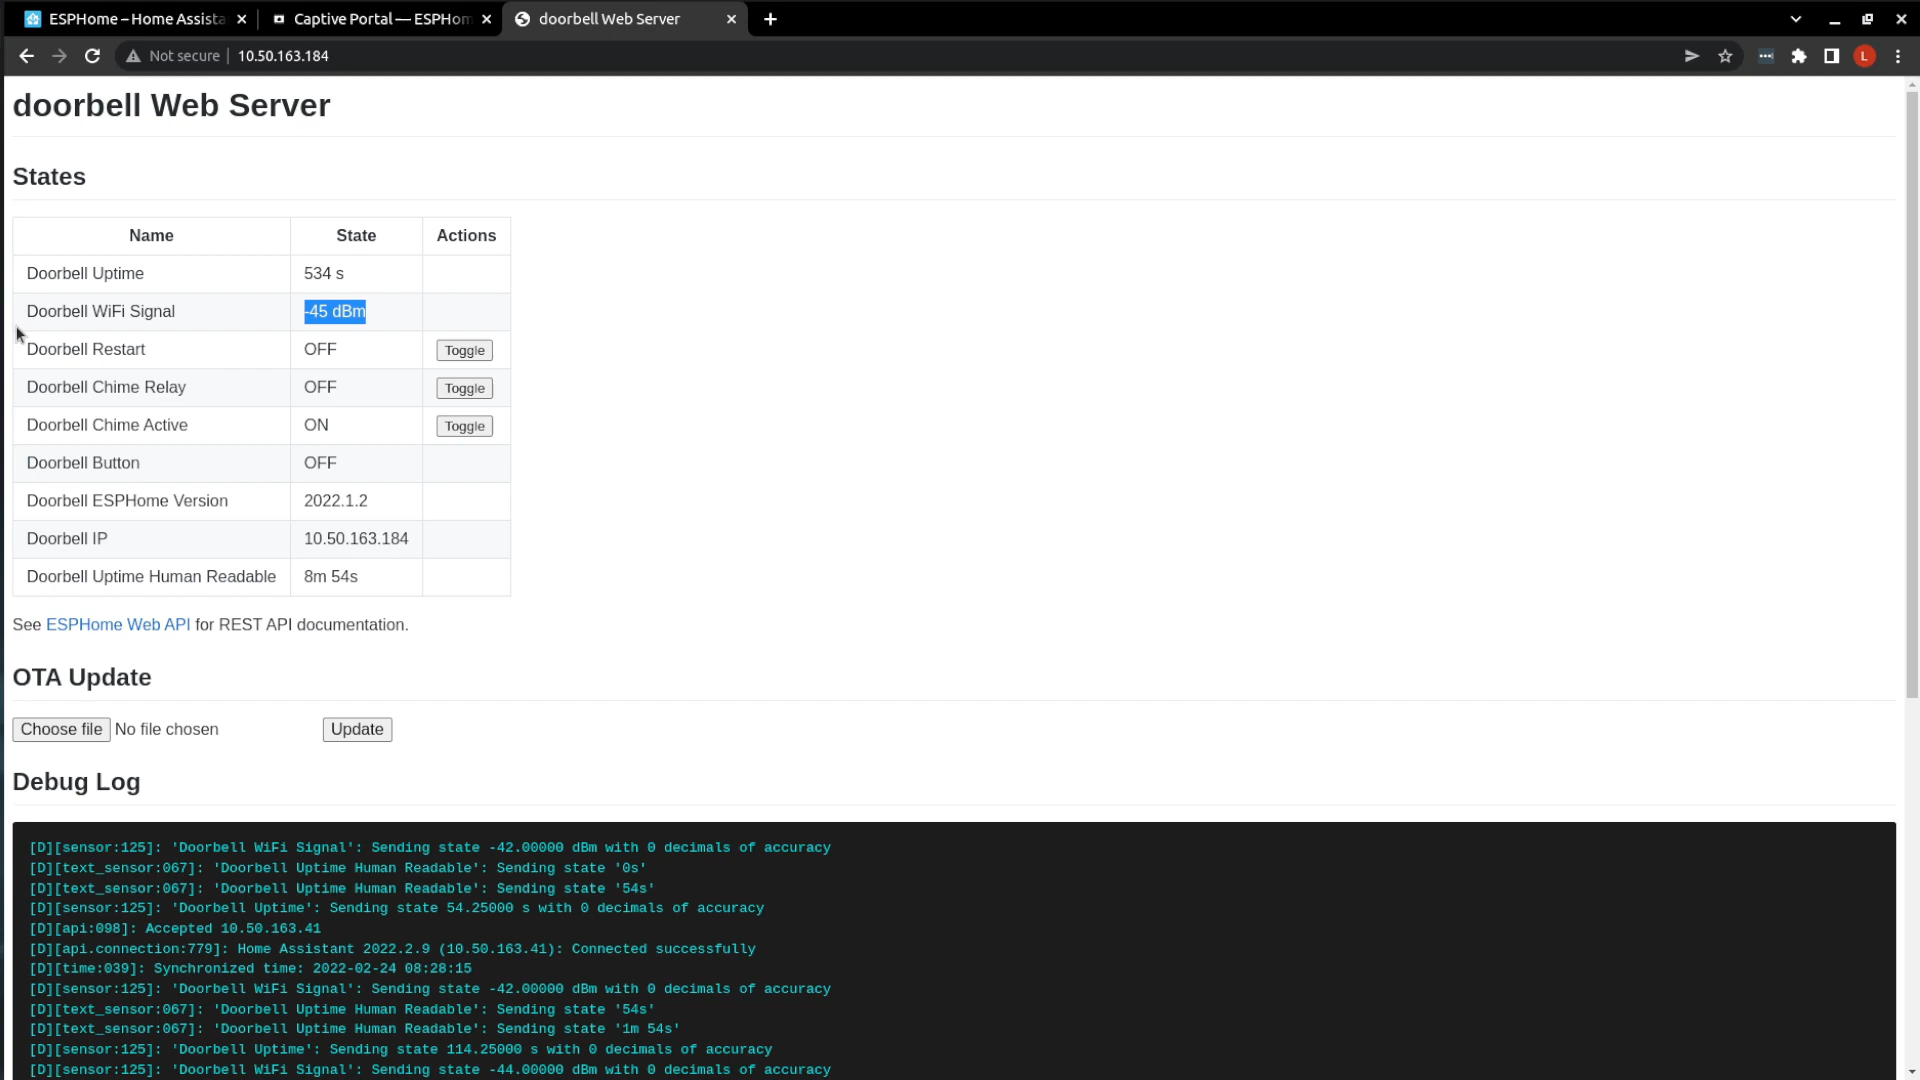 ESPHome – Home Assista
Captive Portal — ESPHom
doorbell Web Server
Not secure
10.50.163.184
L
doorbell Web Server
States
Name State Actions
Doorbell Uptime 534 s
Doorbell WiFi Signal -45 dBm
Doorbell Restart OFF Toggle
Doorbell Chime Relay OFF Toggle
Doorbell Chime Active ON Toggle
Doorbell Button OFF
Doorbell ESPHome Version 2022.1.2
Doorbell IP 10.50.163.184
Doorbell Uptime Human Readable 8m 54s
See ESPHome Web API for REST API documentation.
OTA Update
Choose file No file chosen Update
Debug Log
[D][sensor:125]: 'Doorbell WiFi Signal': Sending state -42.00000 dBm with 0 decimals of accuracy
[D][text_sensor:067]: 'Doorbell Uptime Human Readable': Sending state '0s'
[D][text_sensor:067]: 'Doorbell Uptime Human Readable': Sending state '54s'
[D][sensor:125]: 'Doorbell Uptime': Sending state 54.25000 s with 0 decimals of accuracy
[D][api:098]: Accepted 10.50.163.41
[D][api.connection:779]: Home Assistant 2022.2.9 (10.50.163.41): Connected successfully
[D][time:039]: Synchronized time: 2022-02-24 08:28:15
[D][sensor:125]: 'Doorbell WiFi Signal': Sending state -42.00000 dBm with 0 decimals of accuracy
[D][text_sensor:067]: 'Doorbell Uptime Human Readable': Sending state '54s'
[D][text_sensor:067]: 'Doorbell Uptime Human Readable': Sending state '1m 54s'
[D][sensor:125]: 'Doorbell Uptime': Sending state 114.25000 s with 0 decimals of accuracy
[D][sensor:125]: 'Doorbell WiFi Signal': Sending state -44.00000 dBm with 0 decimals of accuracy